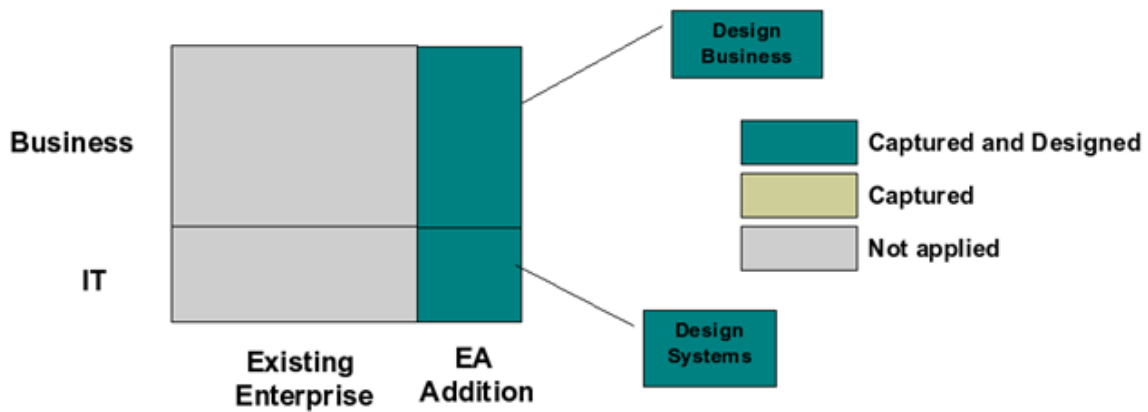 Design
Business
Business
Captured and Designed
Captured
Not applied
IT
Design
Systems
Existing
Enterprise
EA
Addition